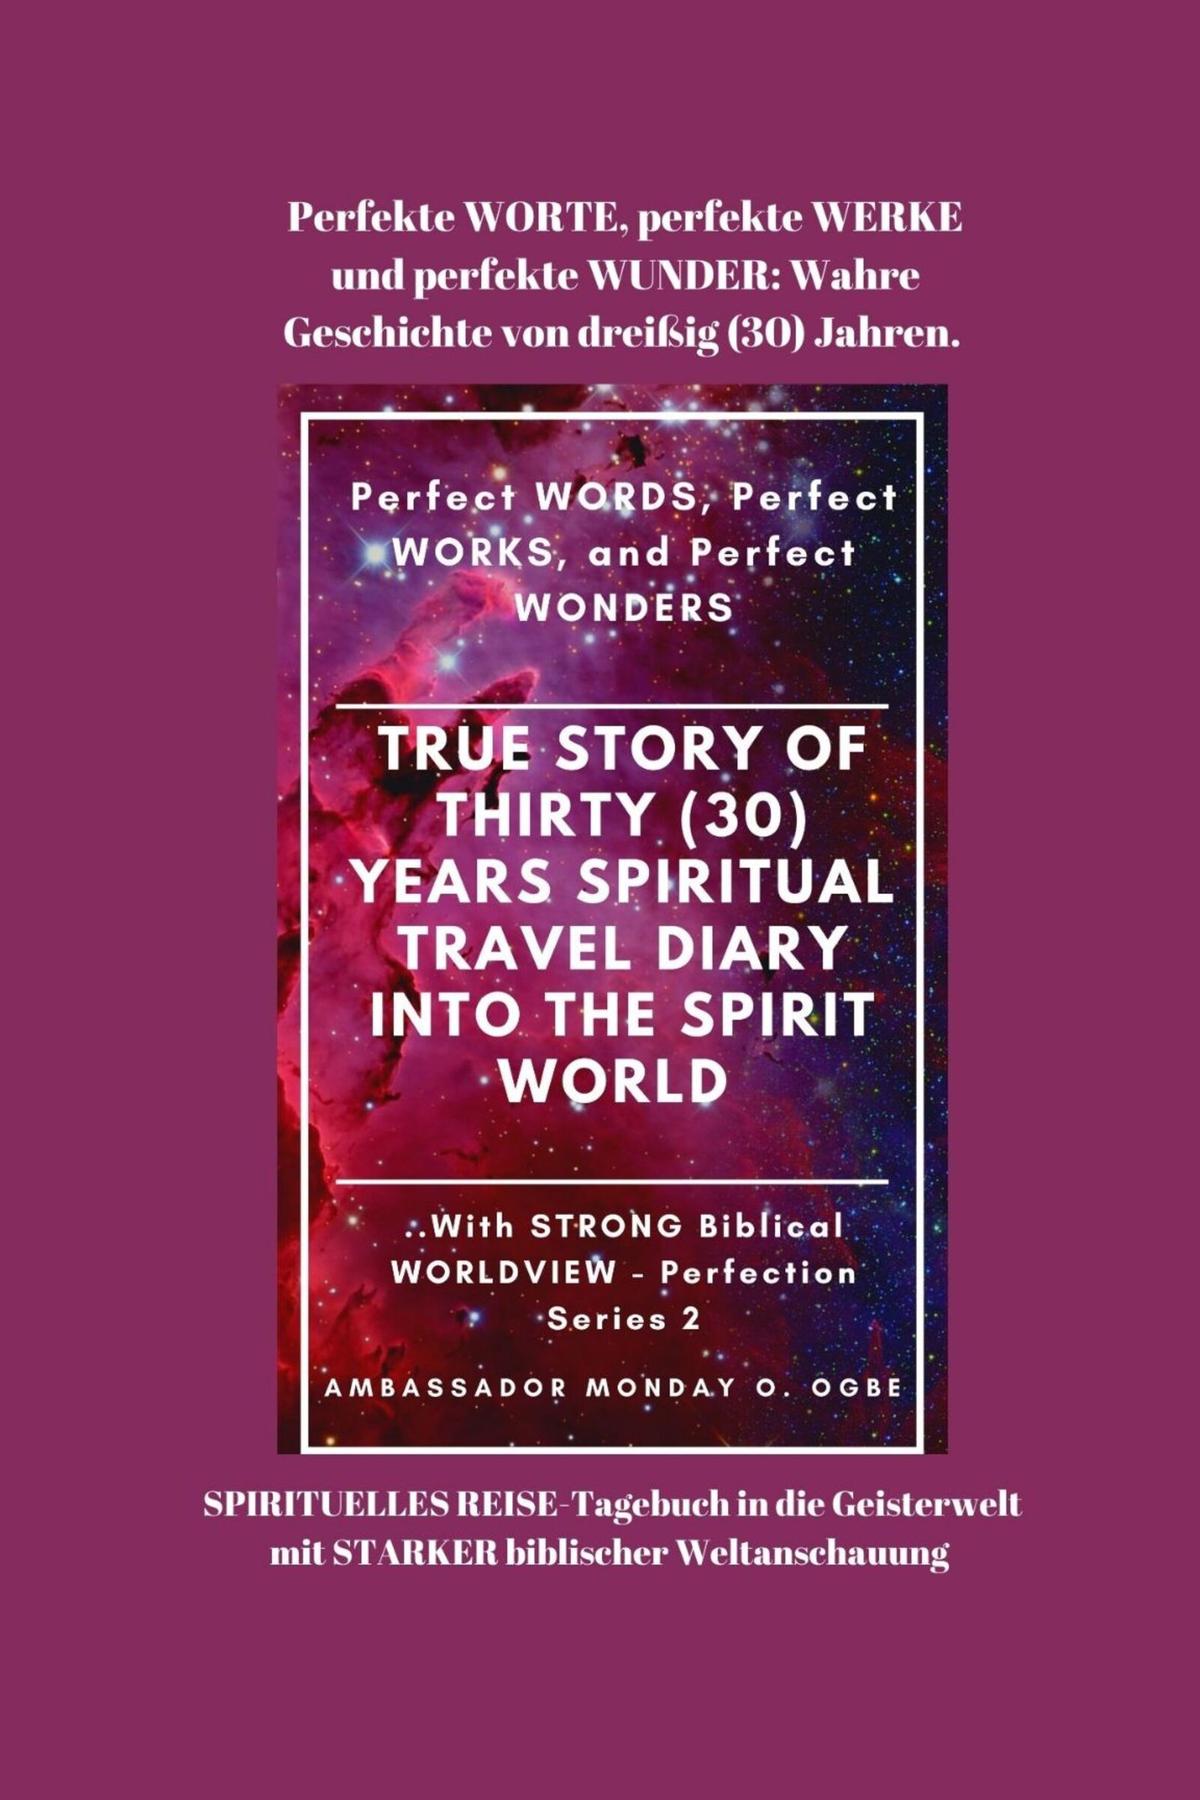 Perfekte WORTE, perfekte WERKE
und perfekte WUNDER: Wahre
Geschichte von dreißig (30) Jahren.
Perfect WORDS, Perfect
WORKS, and Perfect
WONDERS
TRUE STORY OF
THIRTY (30)
YEARS SPIRITUAL
TRAVEL DIARY
INTO THE SPIRIT
WORLD
..With STRONG Biblical
WORLDVIEW - Perfection
Series 2
AMBASSADOR MONDAY O. OGBE
SPIRITUELLES REISE-Tagebuch in die Geisterwelt
mit STARKER biblischer Weltanschauung